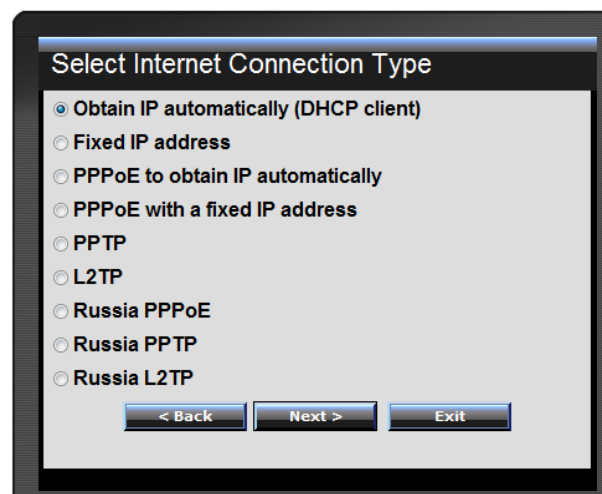 Select Internet Connection Type
Obtain IP automatically (DHCP client)
Fixed IP address
PPPoE to obtain IP automatically
PPPoE with a fixed IP address
PPTP
L2TP
Russia PPPoE
Russia PPTP
Russia L2TP
< Back Next > Exit